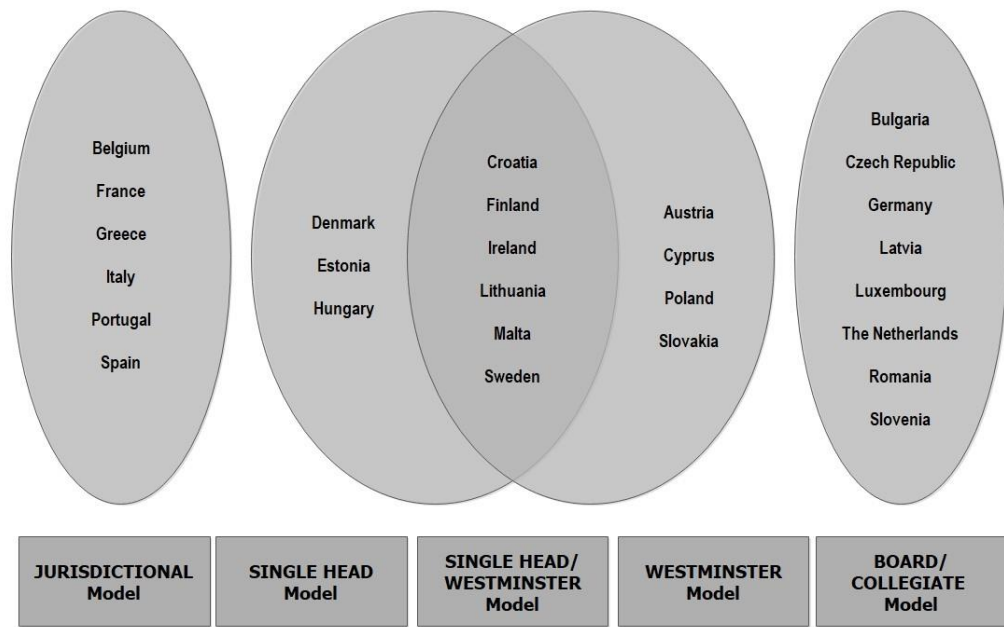 Belgium
France
Greece
Italy
Portugal
Spain
Denmark
Estonia
Hungary
Croatia
Finland
Ireland
Lithuania
Malta
Sweden
Austria
Cyprus
Poland
Slovakia
Bulgaria
Czech Republic
Germany
Latvia
Luxembourg
The Netherlands
Romania
Slovenia
JURISDICTIONAL
Model
SINGLE HEAD
Model
SINGLE HEAD/
WESTMINSTER
Model
WESTMINSTER
Model
BOARD/
COLLEGIATE
Model